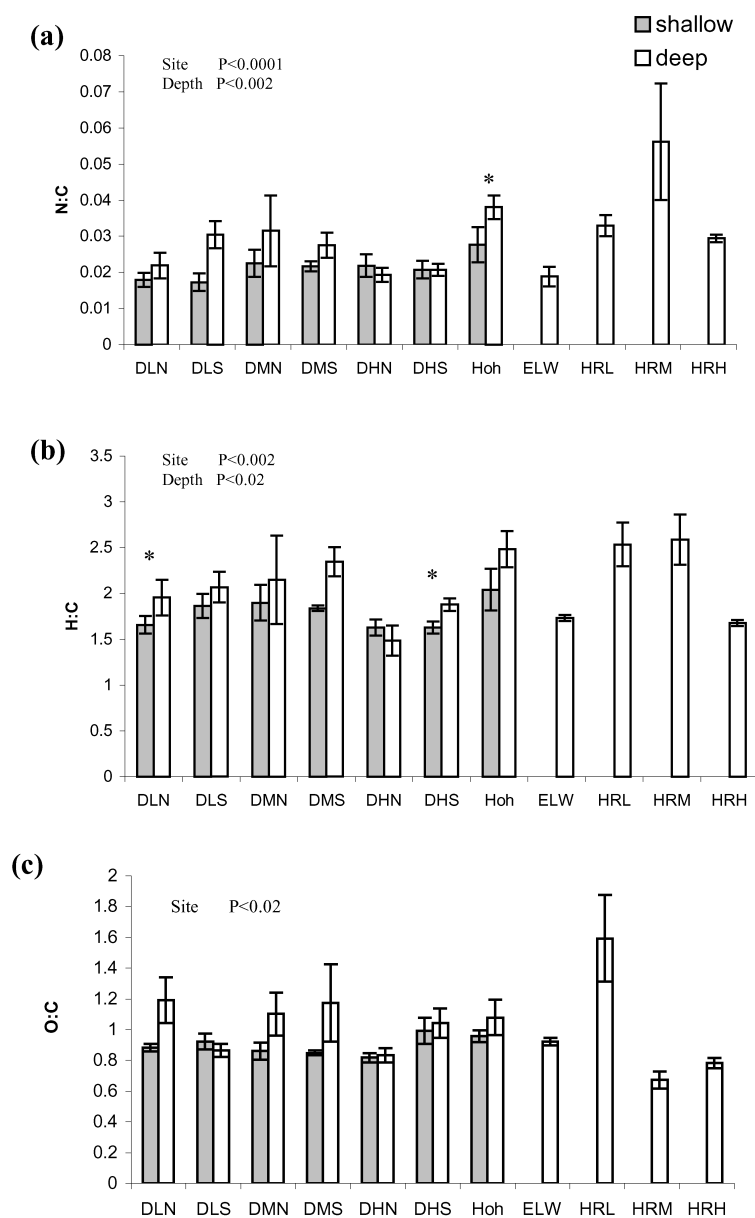 shallow
deep
(a)
Site P<0.0001
Depth P<0.002
0.08
0.07
0.06
0.05
0.04
0.03
0.02
0.01
0
N:C
*
DLN DLS DMN DMS DHN DHS Hoh ELW HRL HRM HRH
(b)
Site P<0.002
Depth P<0.02
3.5
3
2.5
2
1.5
1
0.5
0
H:C
*
*
DLN DLS DMN DMS DHN DHS Hoh ELW HRL HRM HRH
(c)
Site P<0.02
2
1.8
1.6
1.4
1.2
1
0.8
0.6
0.4
0.2
0
O:C
DLN DLS DMN DMS DHN DHS Hoh ELW HRL HRM HRH